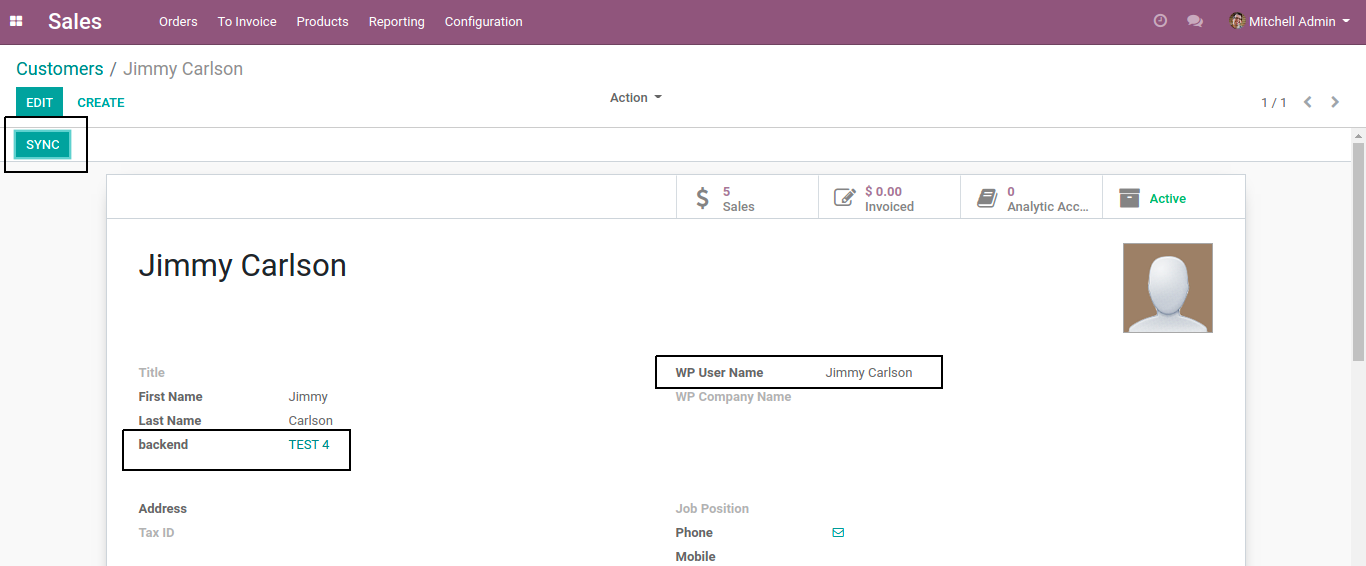 Sales Orders To Invoice Products Reporting Configuration Mitchell Admin
Customers / Jimmy Carlson
EDIT CREATE Action 1 / 1
SYNC
5 $ 0.00 0
Sales Invoiced Analytic Acc... Active
Jimmy Carlson
Title WP User Name Jimmy Carlson
First Name Jimmy WP Company Name
Last Name Carlson
backend TEST 4
Address Job Position
Tax ID Phone
Mobile